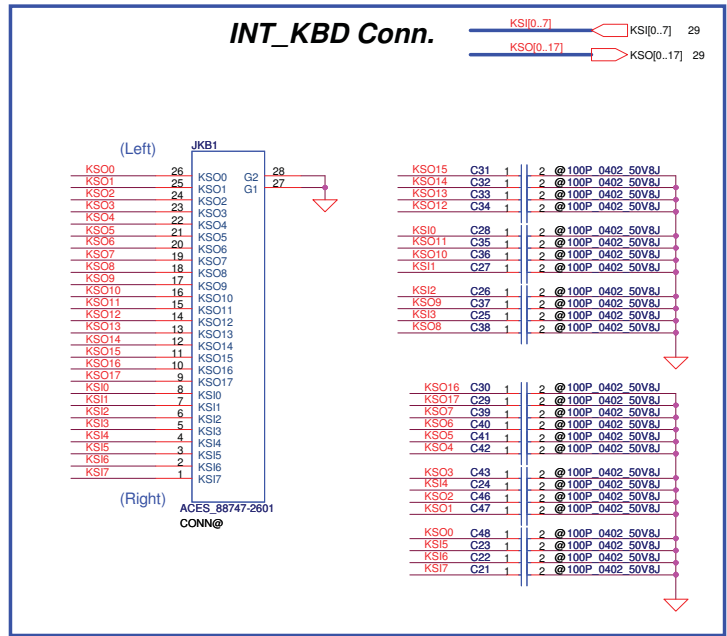 INT_KBD Conn.
KSI[0..7] KSI[0..7] 29
KSO[0..17] KSO[0..17] 29
(Left)
JKB1
KSO0 26 KSO0 G2 28
KSO1 25 KSO1 G1 27
KSO2 24 KSO2
KSO3 23 KSO3
KSO4 22 KSO4
KSO5 21 KSO5
KSO6 20 KSO6
KSO7 19 KSO7
KSO8 18 KSO8
KSO9 17 KSO9
KSO10 16 KSO10
KSO11 15 KSO11
KSO12 14 KSO12
KSO13 13 KSO13
KSO14 12 KSO14
KSO15 11 KSO15
KSO16 10 KSO16
KSO17 9 KSO17
KSI0 8 KSI0
KSI1 7 KSI1
KSI2 6 KSI2
KSI3 5 KSI3
KSI4 4 KSI4
KSI5 3 KSI5
KSI6 2 KSI6
KSI7 1 KSI7
(Right)
ACES_88747-2601
CONN@
KSO15 C31 1 2 @100P_0402_50V8J
KSO14 C32 1 2 @100P_0402_50V8J
KSO13 C33 1 2 @100P_0402_50V8J
KSO12 C34 1 2 @100P_0402_50V8J
KSI0 C28 1 2 @100P_0402_50V8J
KSO11 C35 1 2 @100P_0402_50V8J
KSO10 C36 1 2 @100P_0402_50V8J
KSI1 C27 1 2 @100P_0402_50V8J
KSI2 C26 1 2 @100P_0402_50V8J
KSO9 C37 1 2 @100P_0402_50V8J
KSI3 C25 1 2 @100P_0402_50V8J
KSO8 C38 1 2 @100P_0402_50V8J
KSO16 C30 1 2 @100P_0402_50V8J
KSO17 C29 1 2 @100P_0402_50V8J
KSO7 C39 1 2 @100P_0402_50V8J
KSO6 C40 1 2 @100P_0402_50V8J
KSO5 C41 1 2 @100P_0402_50V8J
KSO4 C42 1 2 @100P_0402_50V8J
KSO3 C43 1 2 @100P_0402_50V8J
KSI4 C24 1 2 @100P_0402_50V8J
KSO2 C46 1 2 @100P_0402_50V8J
KSO1 C47 1 2 @100P_0402_50V8J
KSO0 C48 1 2 @100P_0402_50V8J
KSI5 C23 1 2 @100P_0402_50V8J
KSI6 C22 1 2 @100P_0402_50V8J
KSI7 C21 1 2 @100P_0402_50V8J